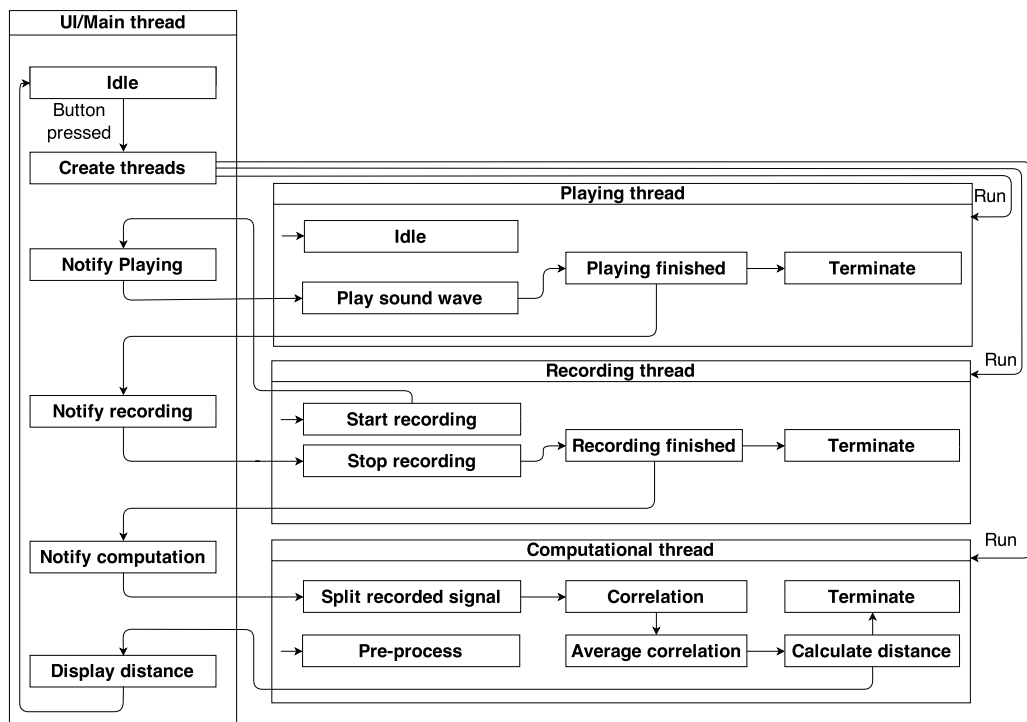 UI/Main thread
Idle
Button
pressed
Create threads
Notify Playing
Notify recording
Notify computation
Display distance
Playing thread
Run
Idle
Play sound wave
Playing finished
Terminate
Recording thread
Run
Start recording
Stop recording
Recording finished
Terminate
Computational thread
Run
Split recorded signal
Correlation
Terminate
Pre-process
Average correlation
Calculate distance